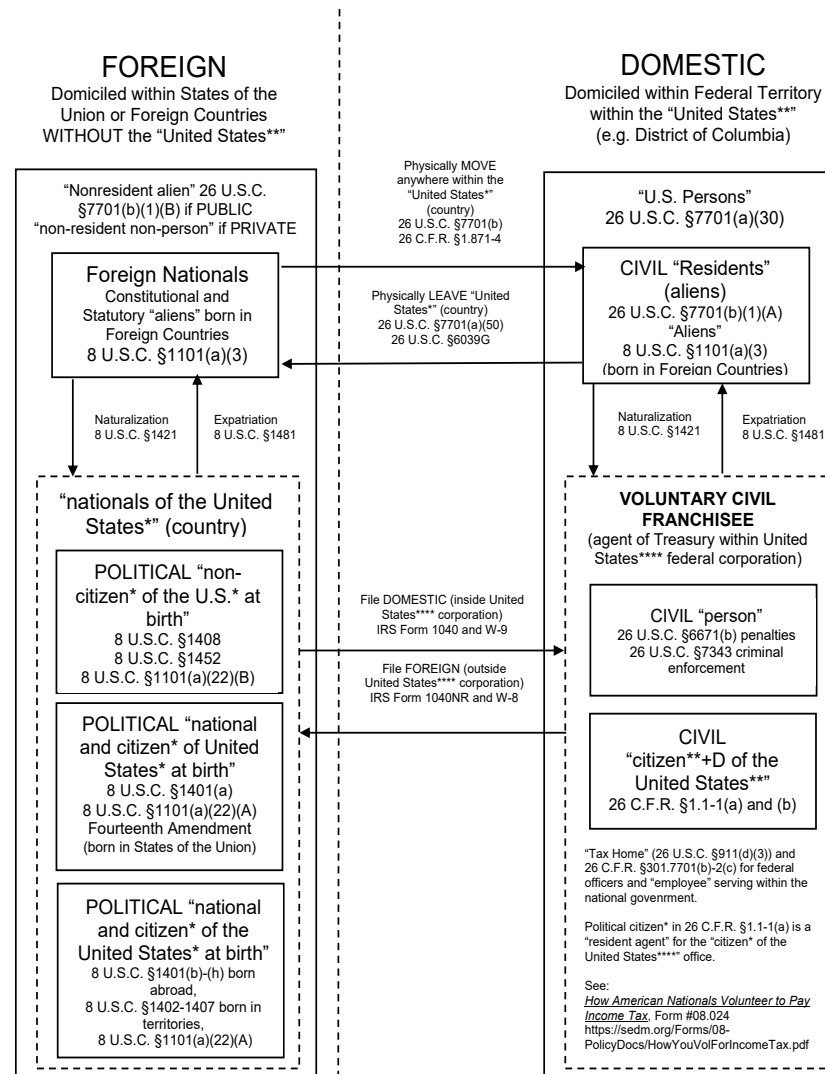 FOREIGN
Domiciled within States of the
Union or Foreign Countries
WITHOUT the “United States**”
“Nonresident alien” 26 U.S.C.
§7701(b)(1)(B) if PUBLIC
“non-resident non-person” if PRIVATE
Foreign Nationals
Constitutional and
Statutory “aliens” born in
Foreign Countries
8 U.S.C. §1101(a)(3)
Naturalization
8 U.S.C. §1421
Expatriation
8 U.S.C. §1481
“nationals of the United
States*” (country)
POLITICAL “non-
citizen* of the U.S.* at
birth”
8 U.S.C. §1408
8 U.S.C. §1452
8 U.S.C. §1101(a)(22)(B)
POLITICAL “national
and citizen* of United
States* at birth”
8 U.S.C. §1401(a)
8 U.S.C. §1101(a)(22)(A)
Fourteenth Amendment
(born in States of the Union)
POLITICAL “national
and citizen* of the
United States* at birth”
8 U.S.C. §1401(b)-(h) born
abroad,
8 U.S.C. §1402-1407 born in
territories,
8 U.S.C. §1101(a)(22)(A)
Physically MOVE
anywhere within the
“United States*”
(country)
26 U.S.C. §7701(b)
26 C.F.R. §1.871-4
Physically LEAVE “United
States*” (country)
26 U.S.C. §7701(a)(50)
26 U.S.C. §6039G
File DOMESTIC (inside United
States**** corporation)
IRS Form 1040 and W-9
File FOREIGN (outside
United States**** corporation)
IRS Form 1040NR and W-8
DOMESTIC
Domiciled within Federal Territory
within the “United States**”
(e.g. District of Columbia)
“U.S. Persons”
26 U.S.C. §7701(a)(30)
CIVIL “Residents”
(aliens)
26 U.S.C. §7701(b)(1)(A)
“Aliens”
8 U.S.C. §1101(a)(3)
(born in Foreign Countries)
Naturalization
8 U.S.C. §1421
Expatriation
8 U.S.C. §1481
VOLUNTARY CIVIL
FRANCHISEE
(agent of Treasury within United
States**** federal corporation)
CIVIL “person”
26 U.S.C. §6671(b) penalties
26 U.S.C. §7343 criminal
enforcement
CIVIL
“citizen**+D of the
United States**”
26 C.F.R. §1.1-1(a) and (b)
“Tax Home” (26 U.S.C. §911(d)(3)) and
26 C.F.R. §301.7701(b)-2(c) for federal
officers and “employee” serving within the
national govenrment.
Political citizen* in 26 C.F.R. §1.1-1(a) is a
“resident agent” for the “citizen* of the
United States****” office.
See:
How American Nationals Volunteer to Pay
Income Tax, Form #08.024
https://sedm.org/Forms/08-
PolicyDocs/HowYouVolForIncomeTax.pdf